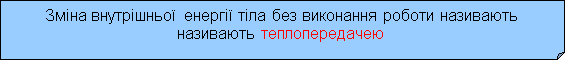 Зміна внутрішньої енергії тіла без виконання роботи називають
називають теплопередачею